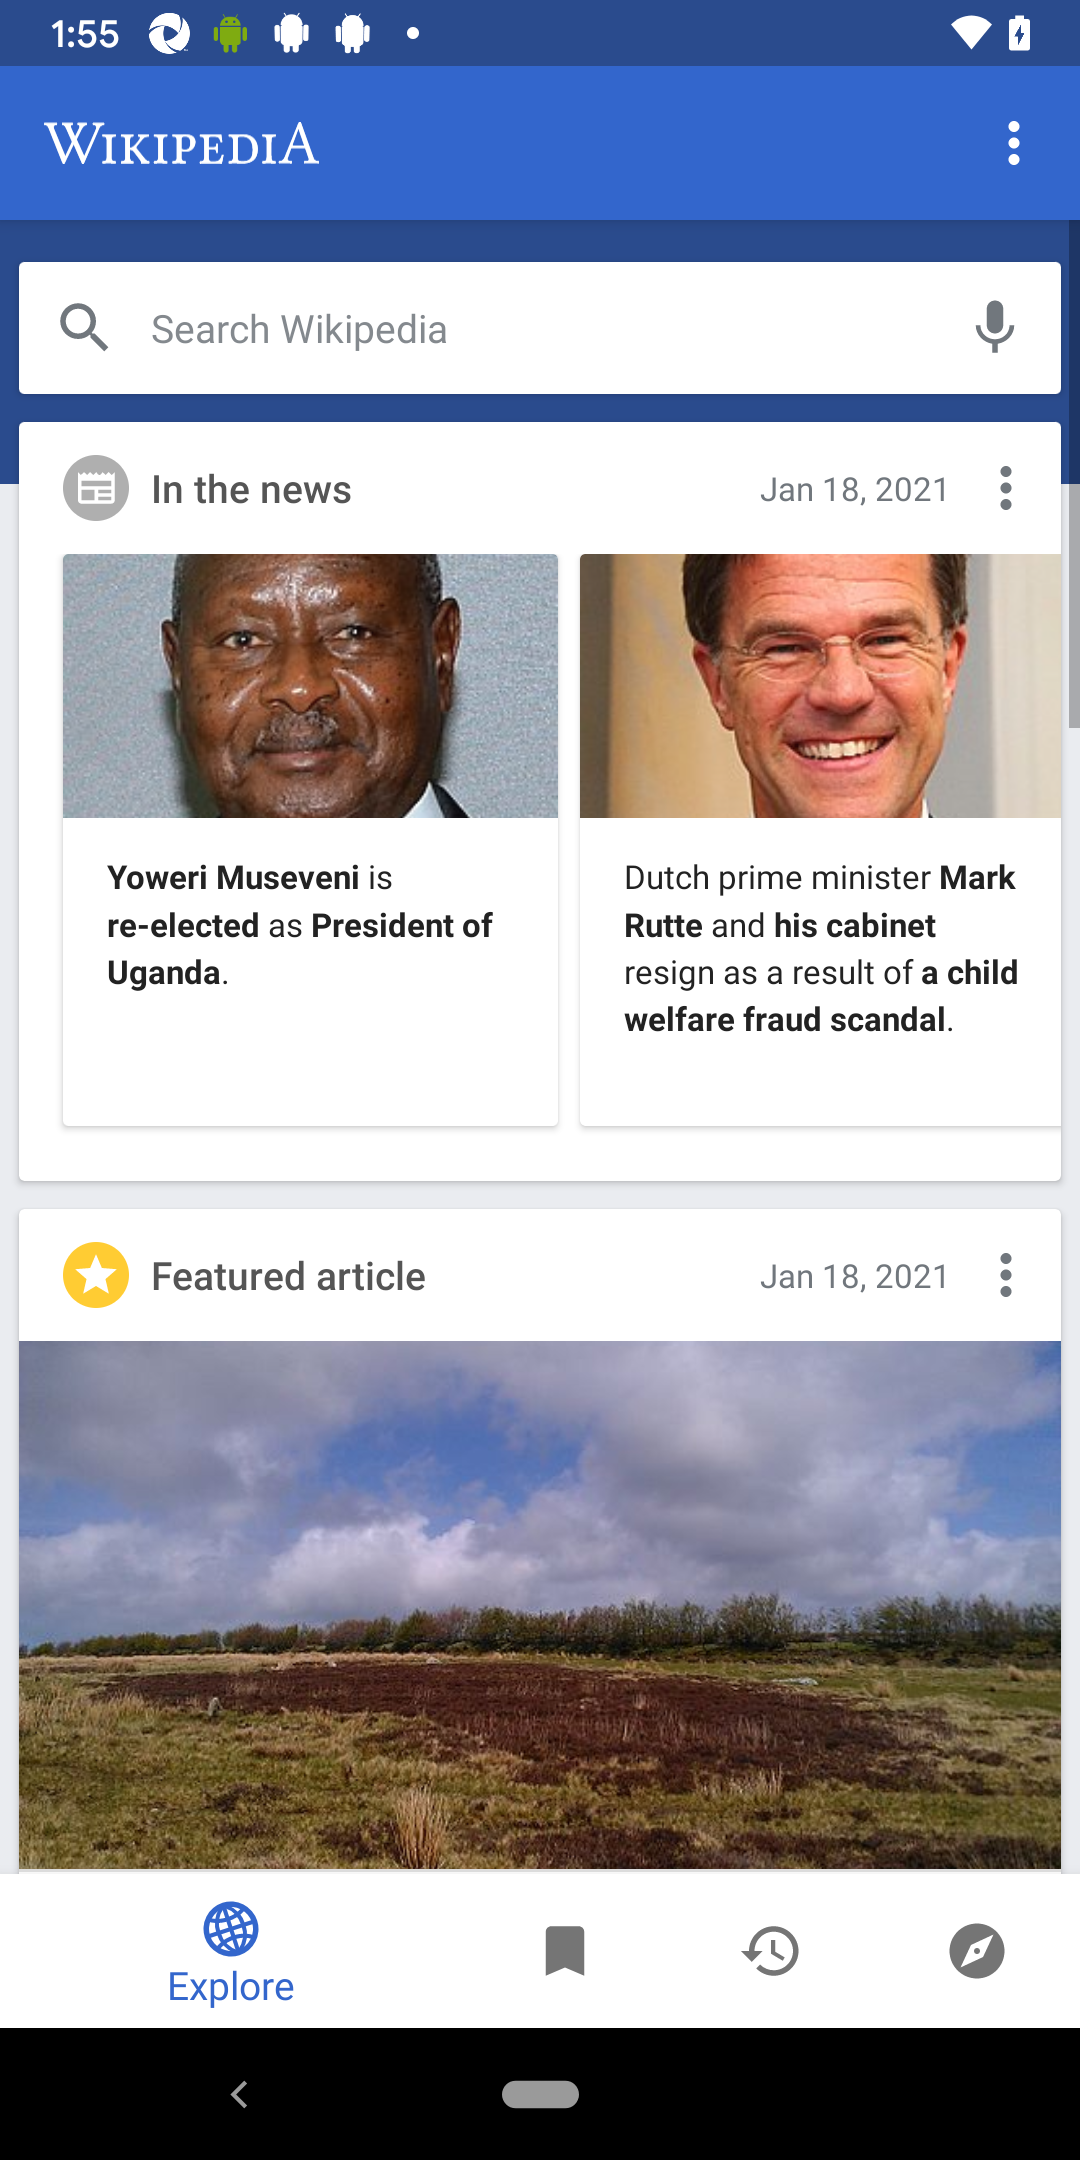 1:55
WIKIPEDIA
Search Wikipedia
In the news
Jan 18, 2021
Yoweri Museveni is
re-elected as President of
Uganda.
Dutch prime minister Mark
Rutte and his cabinet
resign as a result of a child
welfare fraud scandal.
Featured article
Jan 18, 2021
Explore